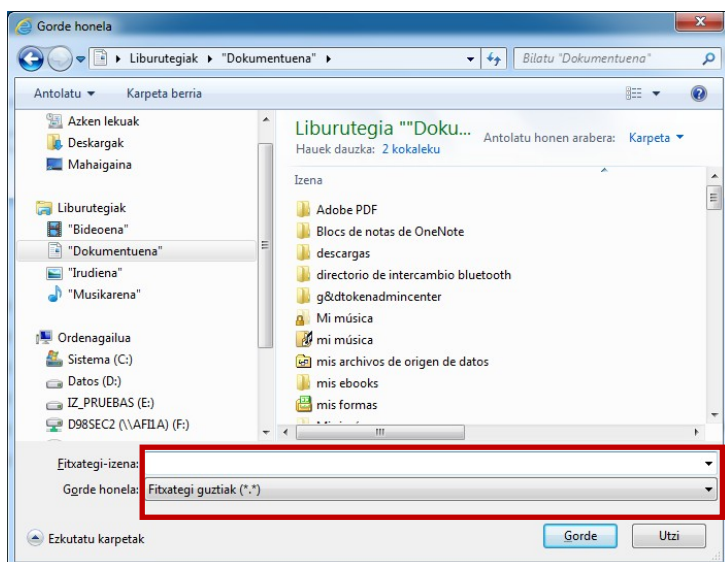 Gorde honela
Liburutegiak "Dokumentuena"
Bilatu "Dokumentuena"
Antolatu
Karpeta berria
Azken lekuak
Deskargak
Mahaigaina
Liburutegiak
"Bideoena"
"Dokumentuena"
"Irudiena"
"Musikarena"
Ordenagailua
Sistema (C:)
Datos (D:)
IZ_PRUEBAS (E:)
D98SEC2 (\\AFI1A) (F:)
Liburutegia ""Doku...
Hauek dauzka: 2 kokaleku
Antolatu honen arabera: Karpeta
Izena
Adobe PDF
Blocs de notas de OneNote
descargas
directorio de intercambio bluetooth
g&dtokenadmincenter
Mi música
mi música
mis archivos de origen de datos
mis ebooks
mis formas
Fitxategi-izena:
Gorde honela: Fitxategi guztiak (*.*)
Ezkutatu karpetak
Gorde
Utzi